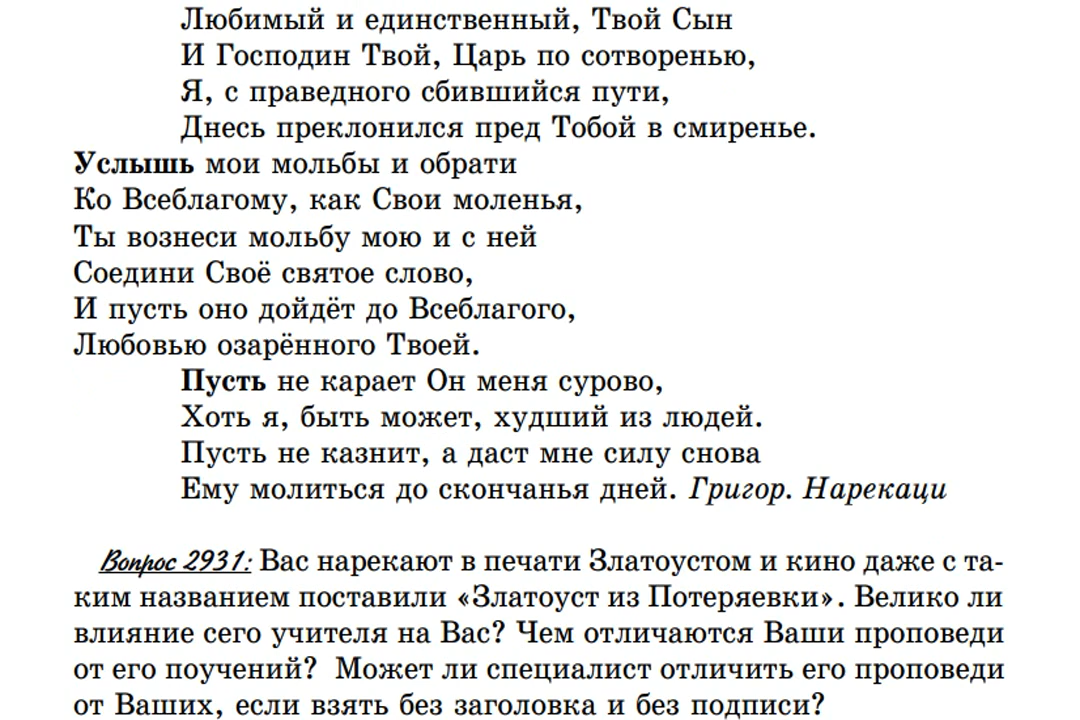 Любимый и единственный, Твой Сын
И Господин Твой, Царь по сотворенью,
Я, с праведного сбившийся пути,
Днесь преклонился пред Тобой в смиренье.
Услышь мои мольбы и обрати
Ко Всеблагому, как Свои моленья,
Ты вознеси мольбу мою и с ней
Соедини Своё святое слово,
И пусть оно дойдёт до Всеблагого,
Любовью озарённого Твоей.
Пусть не карает Он меня сурово,
Хоть я, быть может, худший из людей.
Пусть не казнит, а даст мне силу снова
Ему молиться до скончанья дней. Григор. Нарекаци
Вопрос 2931: Вас нарекают в печати Златоустом и кино даже с та-
ким названием поставили «Златоуст из Потеряевки». Велико ли
влияние сего учителя на Вас? Чем отличаются Ваши проповеди
от его поучений? Может ли специалист отличить его проповеди
от Ваших, если взять без заголовка и без подписи?